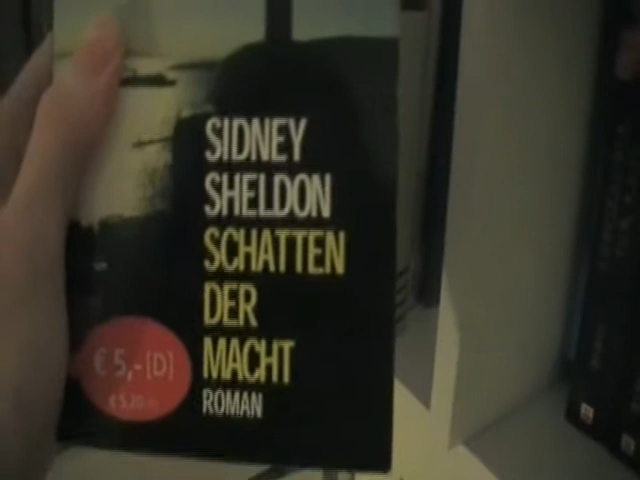 SIDNEY
SHELDON
SCHATTEN
DER
MACHT
ROMAN
€ 5,- [D]